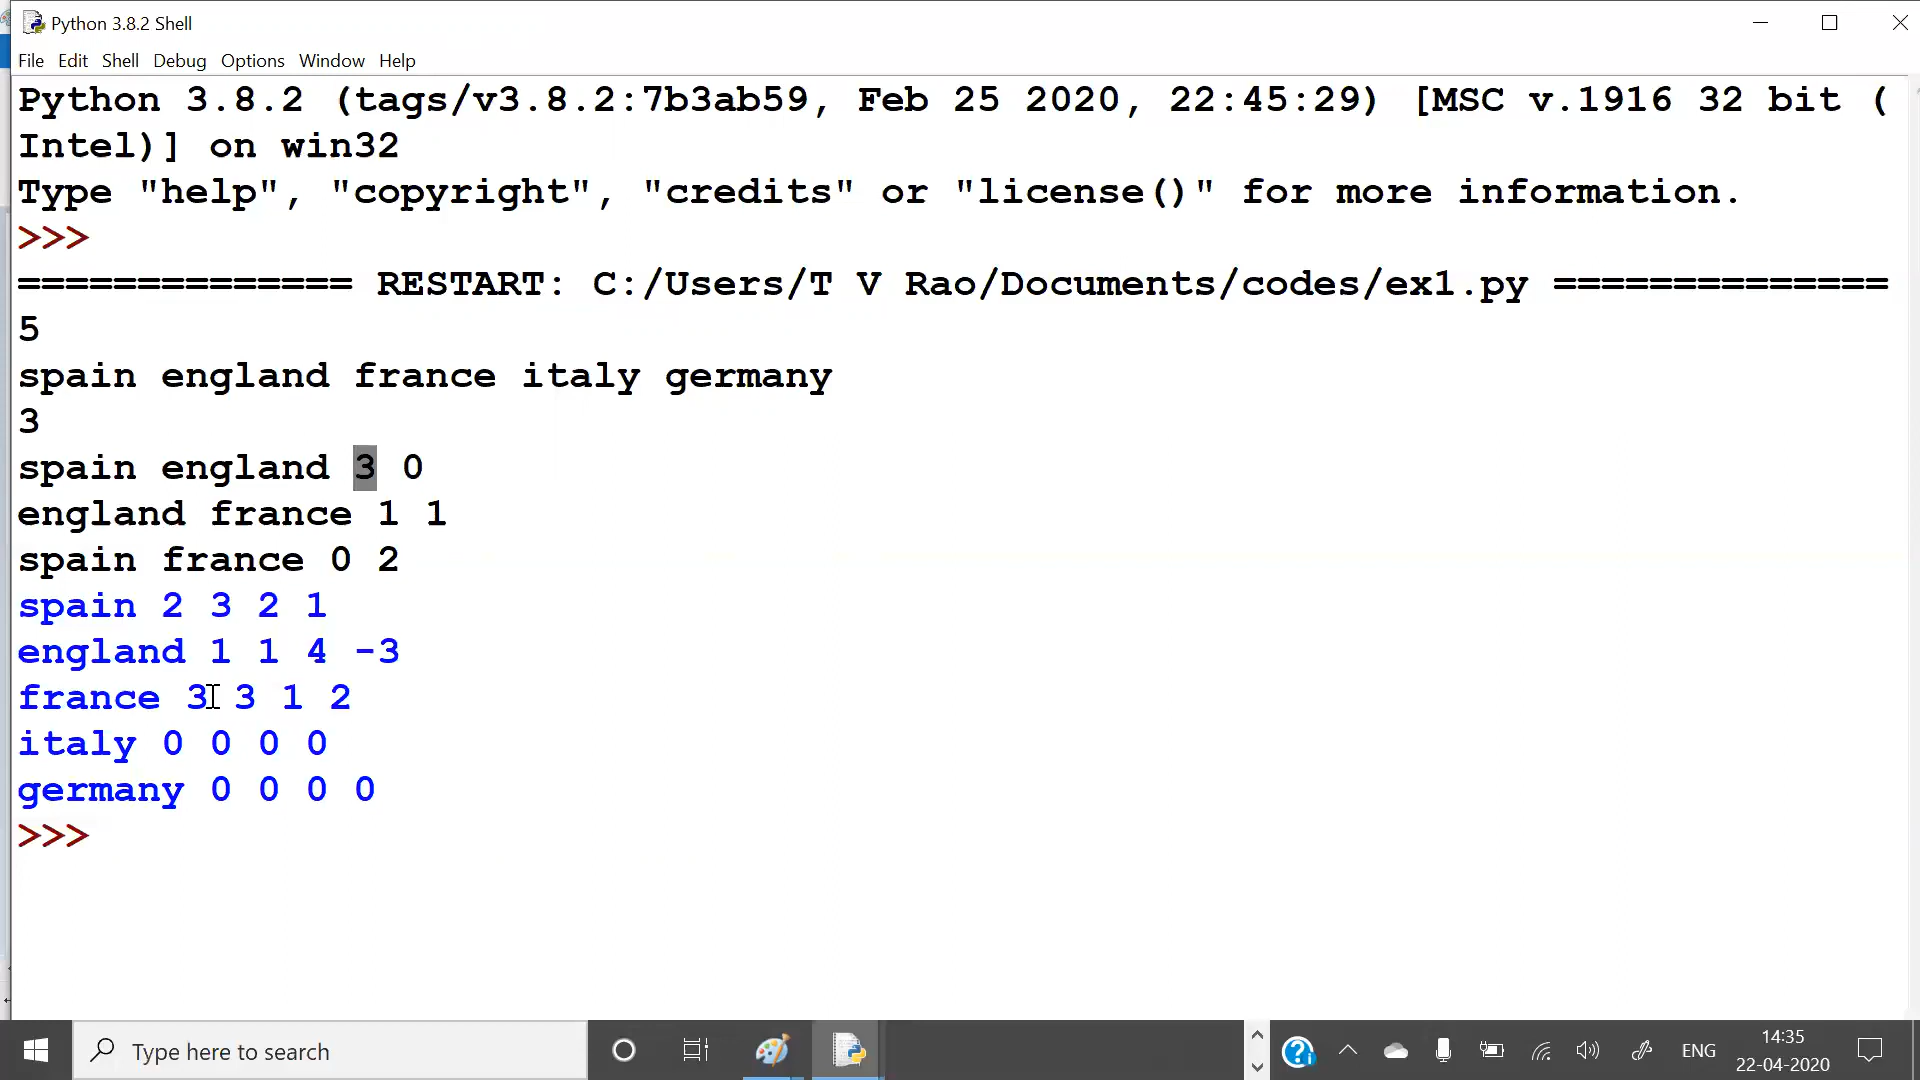 Python 3.8.2 Shell
File Edit Shell Debug Options Window Help
Python 3.8.2 (tags/v3.8.2:7b3ab59, Feb 25 2020, 22:45:29) [MSC v.1916 32 bit (
Intel)] on win32
Type "help", "copyright", "credits" or "license()" for more information.
>>>
============== RESTART: C:/Users/T V Rao/Documents/codes/ex1.py ==============
5
spain england france italy germany
3
spain england 3 0
england france 1 1
spain france 0 2
spain 2 3 2 1
england 1 1 4 -3
france 3 3 1 2
italy 0 0 0 0
germany 0 0 0 0
>>>
Type here to search
ENG
14:35
22-04-2020